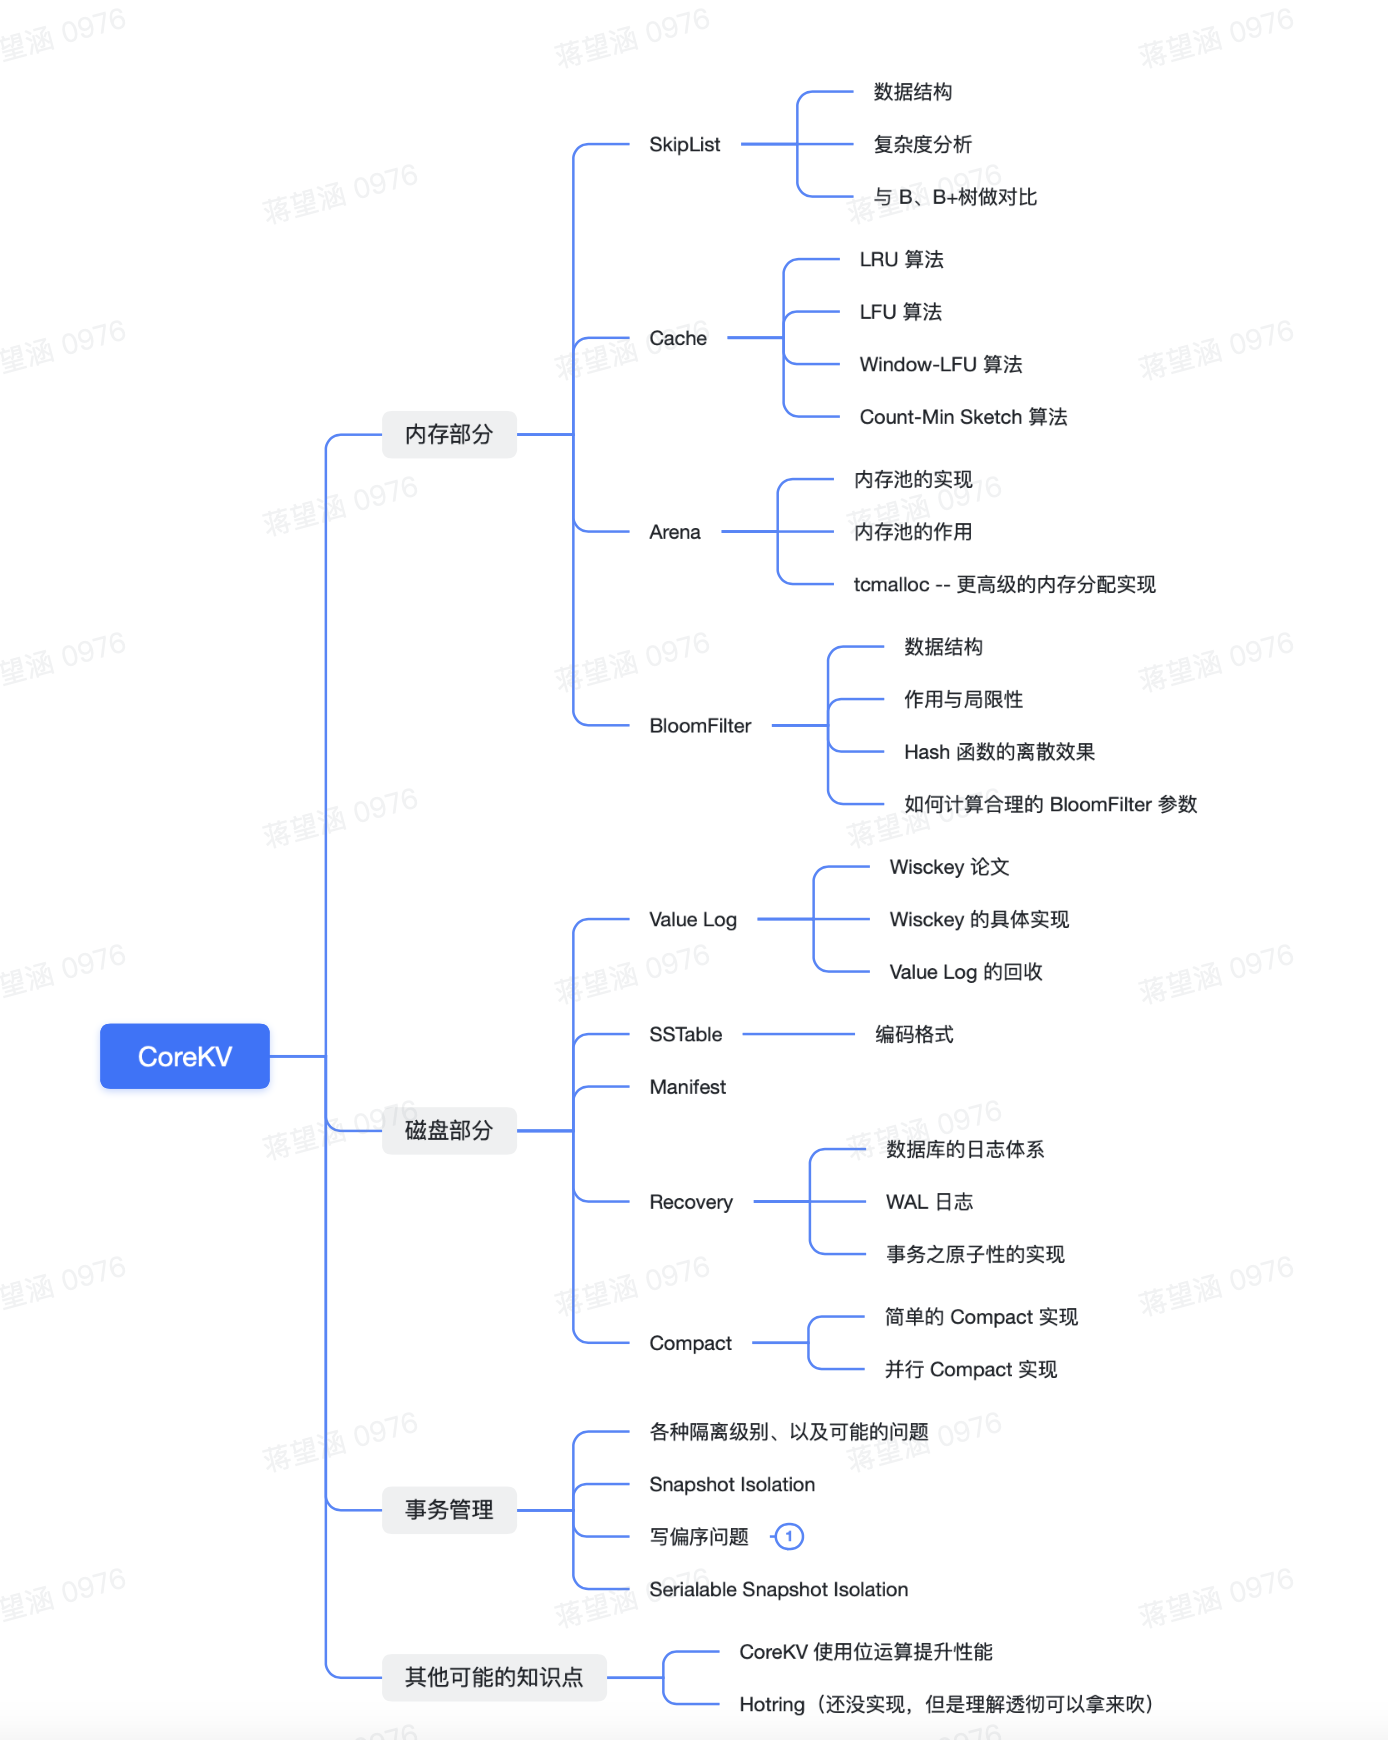 CoreKV
内存部分
SkipList
数据结构
复杂度分析
与 B、B+树做对比
Cache
LRU 算法
LFU 算法
Window-LFU 算法
Count-Min Sketch 算法
Arena
内存池的实现
内存池的作用
tcmalloc -- 更高级的内存分配实现
BloomFilter
数据结构
作用与局限性
Hash 函数的离散效果
如何计算合理的 BloomFilter 参数
磁盘部分
Value Log
Wisckey 论文
Wisckey 的具体实现
Value Log 的回收
SSTable
编码格式
Manifest
Recovery
数据库的日志体系
WAL 日志
事务之原子性的实现
Compact
简单的 Compact 实现
并行 Compact 实现
事务管理
各种隔离级别、以及可能的问题
Snapshot Isolation
写偏序问题
1
Serialable Snapshot Isolation
其他可能的知识点
CoreKV 使用位运算提升性能
Hotring（还没实现，但是理解透彻可以拿来吹）
蒋望涵 0976